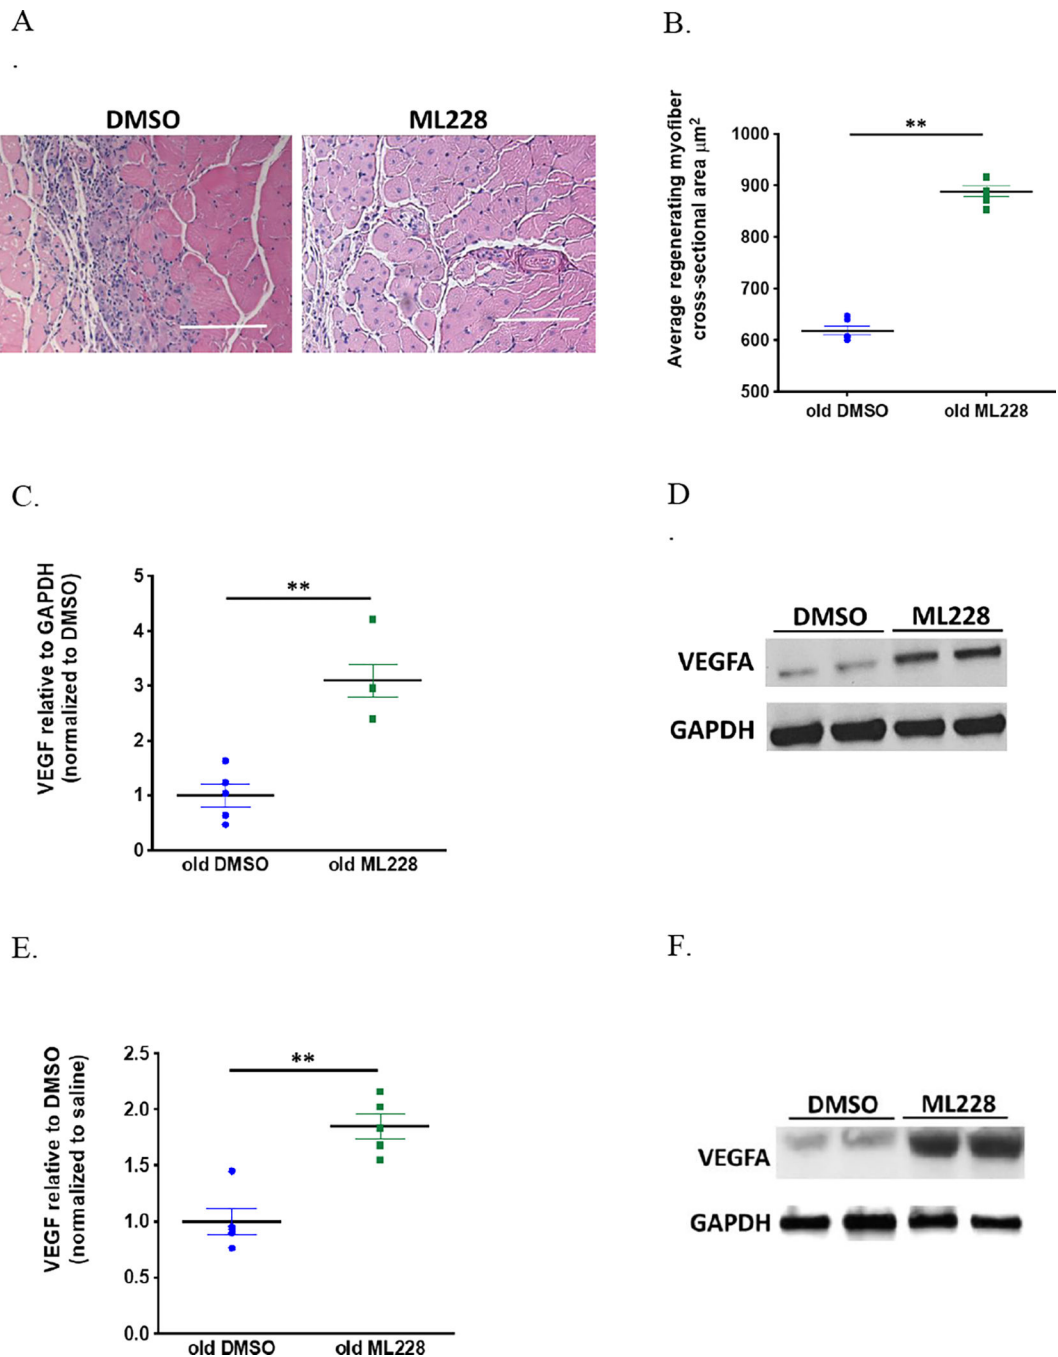 A
.
DMSO
ML228
B.
Average regenerating myofiber
cross-sectional area µm2
1000
900
800
700
600
500
**
old DMSO
old ML228
C.
VEGF relative to GAPDH
(normalized to DMSO)
5
4
3
2
1
0
**
old DMSO
old ML228
D
.
DMSO
ML228
VEGFA
GAPDH
E.
VEGF relative to DMSO
(normalized to saline)
2.5
2.0
1.5
1.0
0.5
0.0
**
old DMSO
old ML228
F.
DMSO
ML228
VEGFA
GAPDH